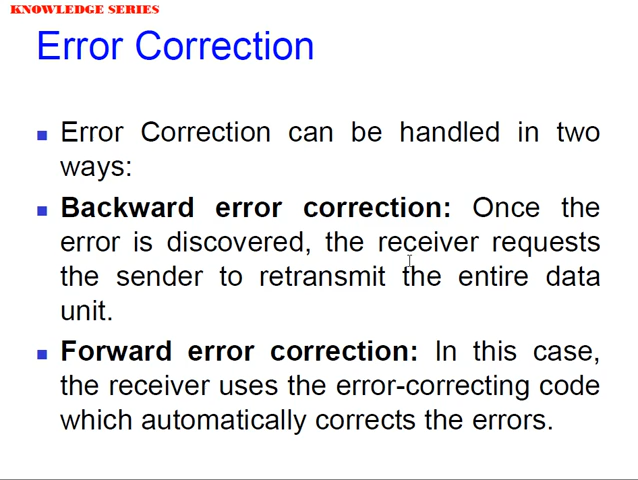 KNOWLEDGE SERIES
Error Correction
Error Correction can be handled in two
ways:
Backward error correction: Once the
error is discovered, the receiver requests
the sender to retransmit the entire data
unit.
Forward error correction: In this case,
the receiver uses the error-correcting code
which automatically corrects the errors.